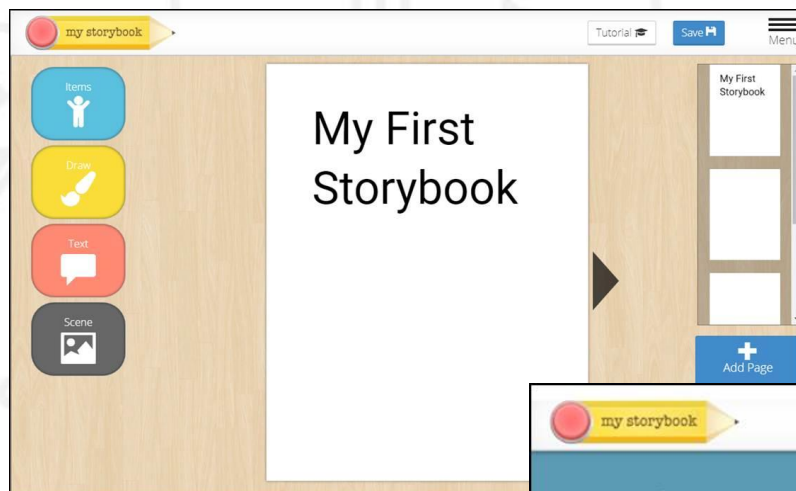 my storybook
Tutorial
Save
Menu
Items
Draw
Text
Scene
My First
Storybook
My First
Storybook
Add Page
my storybook